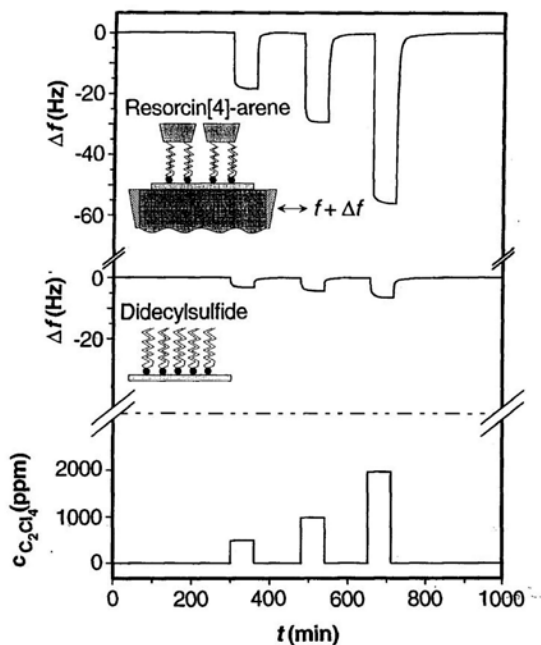 0
-20
-40
-60
Δf (Hz)
Resorcin[4]-arene
f + Δf
0
-20
Δf (Hz)
Didecylsulfide
2000
1000
0
c C₂Cl₄ (ppm)
0 200 400 600 800 1000
t (min)